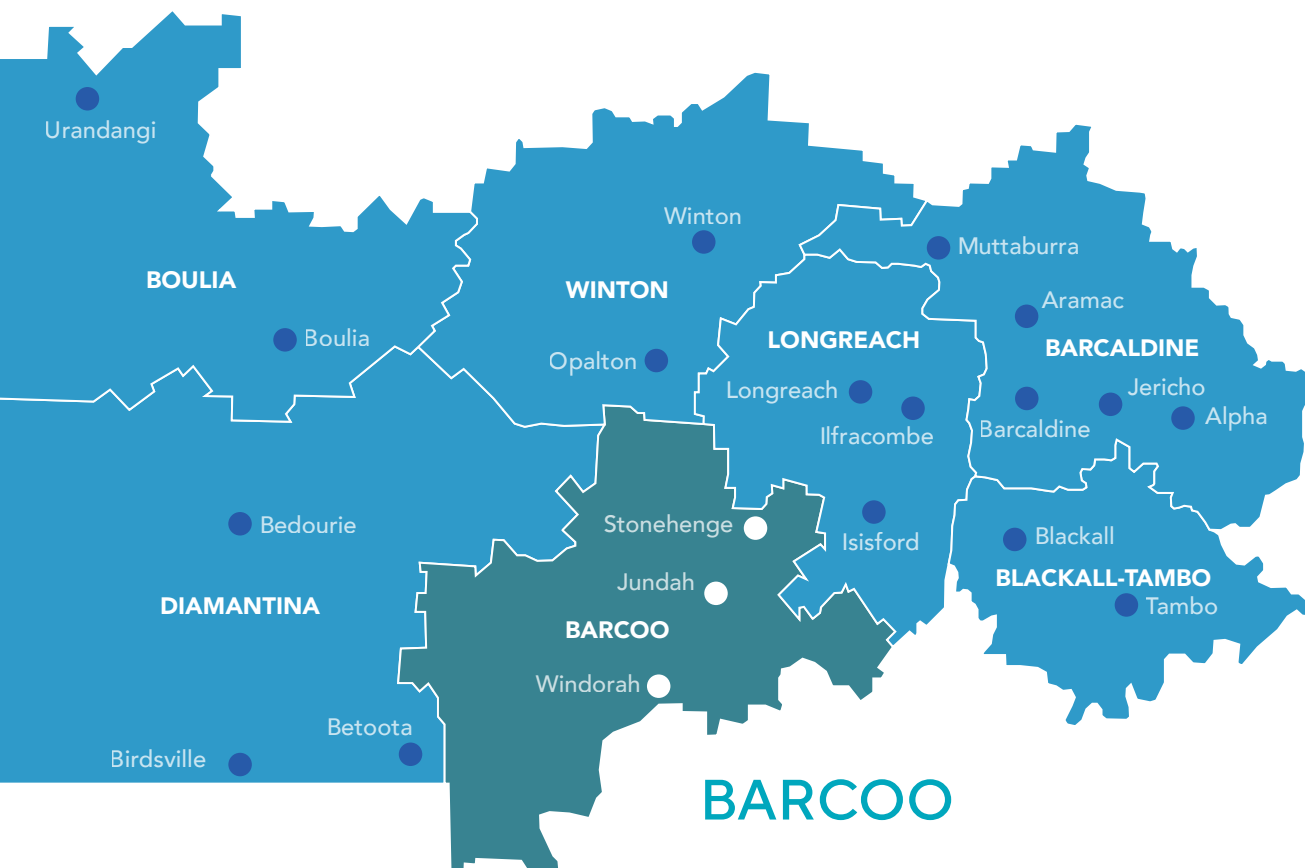 Urandangi
Winton
Muttaburra
BOULIA
WINTON
Aramac
Boulia
LONGREACH
BARCALDINE
Opalton
Longreach
Jericho
Alpha
Ilfracombe
Barcaldine
Stonehenge
Bedourie
Isisford
Blackall
Jundah
BLACKALL-TAMBO
DIAMANTINA
Tambo
BARCOO
Windorah
Betoota
Birdsville
BARCOO